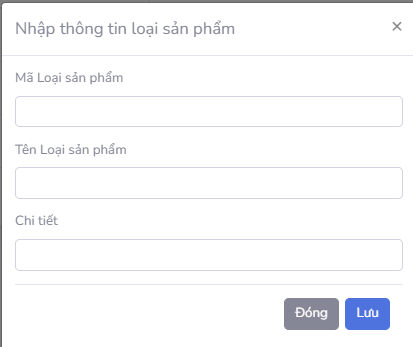 Nhập thông tin loại sản phẩm
×
Mã Loại sản phẩm
Tên Loại sản phẩm
Chi tiết
Đóng Lưu